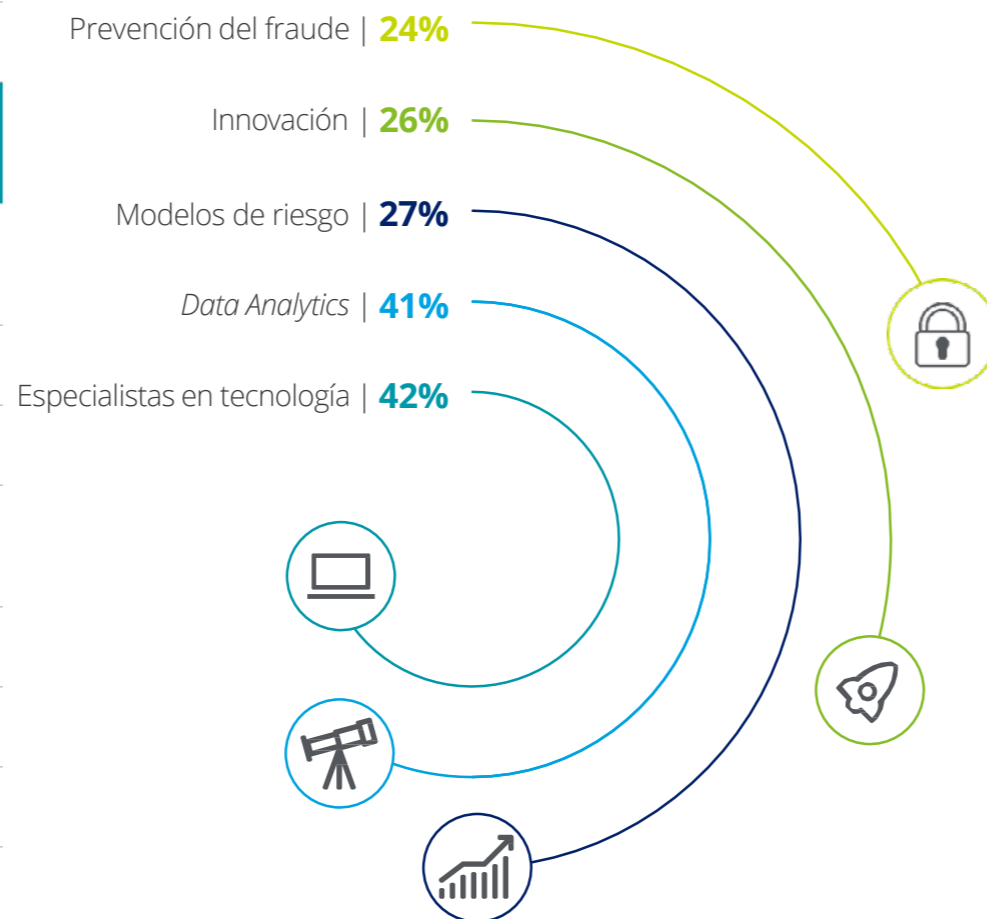 Prevención del fraude | 24%
Innovación | 26%
Modelos de riesgo | 27%
Data Analytics | 41%
Especialistas en tecnología | 42%